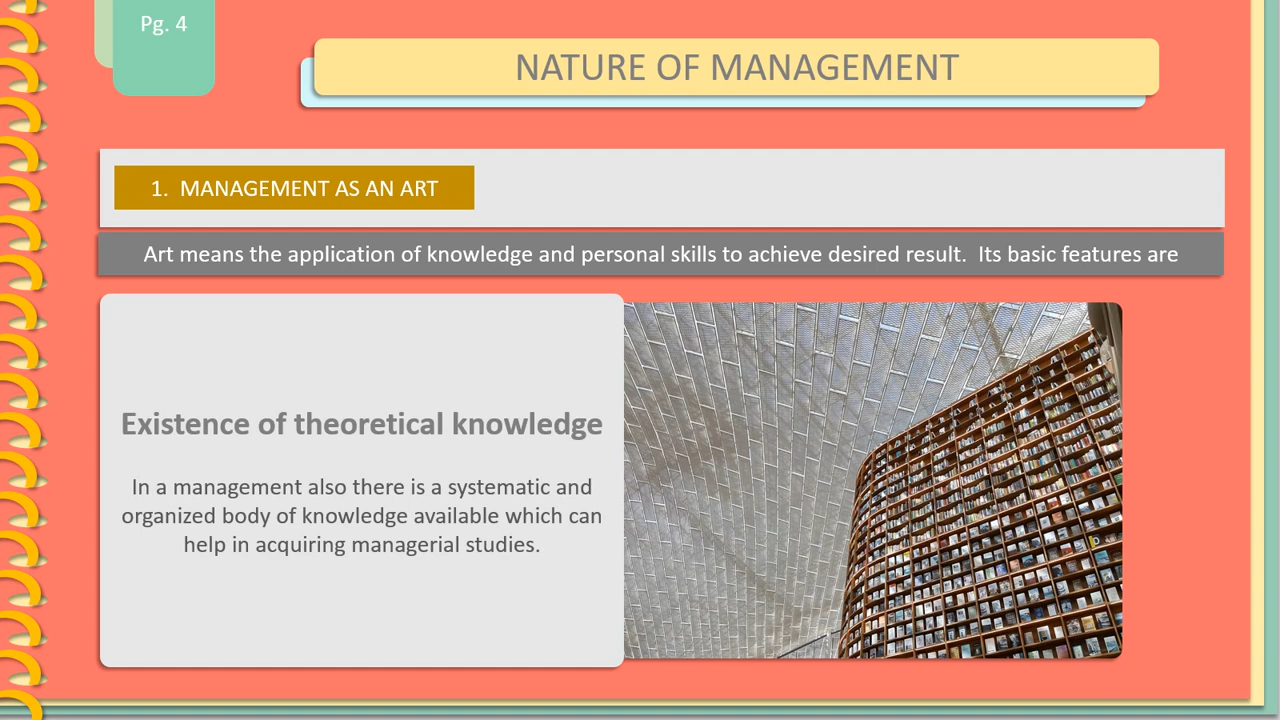 Pg. 4
NATURE OF MANAGEMENT
1. MANAGEMENT AS AN ART
Art means the application of knowledge and personal skills to achieve desired result. Its basic features are
Existence of theoretical knowledge
In a management also there is a systematic and
organized body of knowledge available which can
help in acquiring managerial studies.